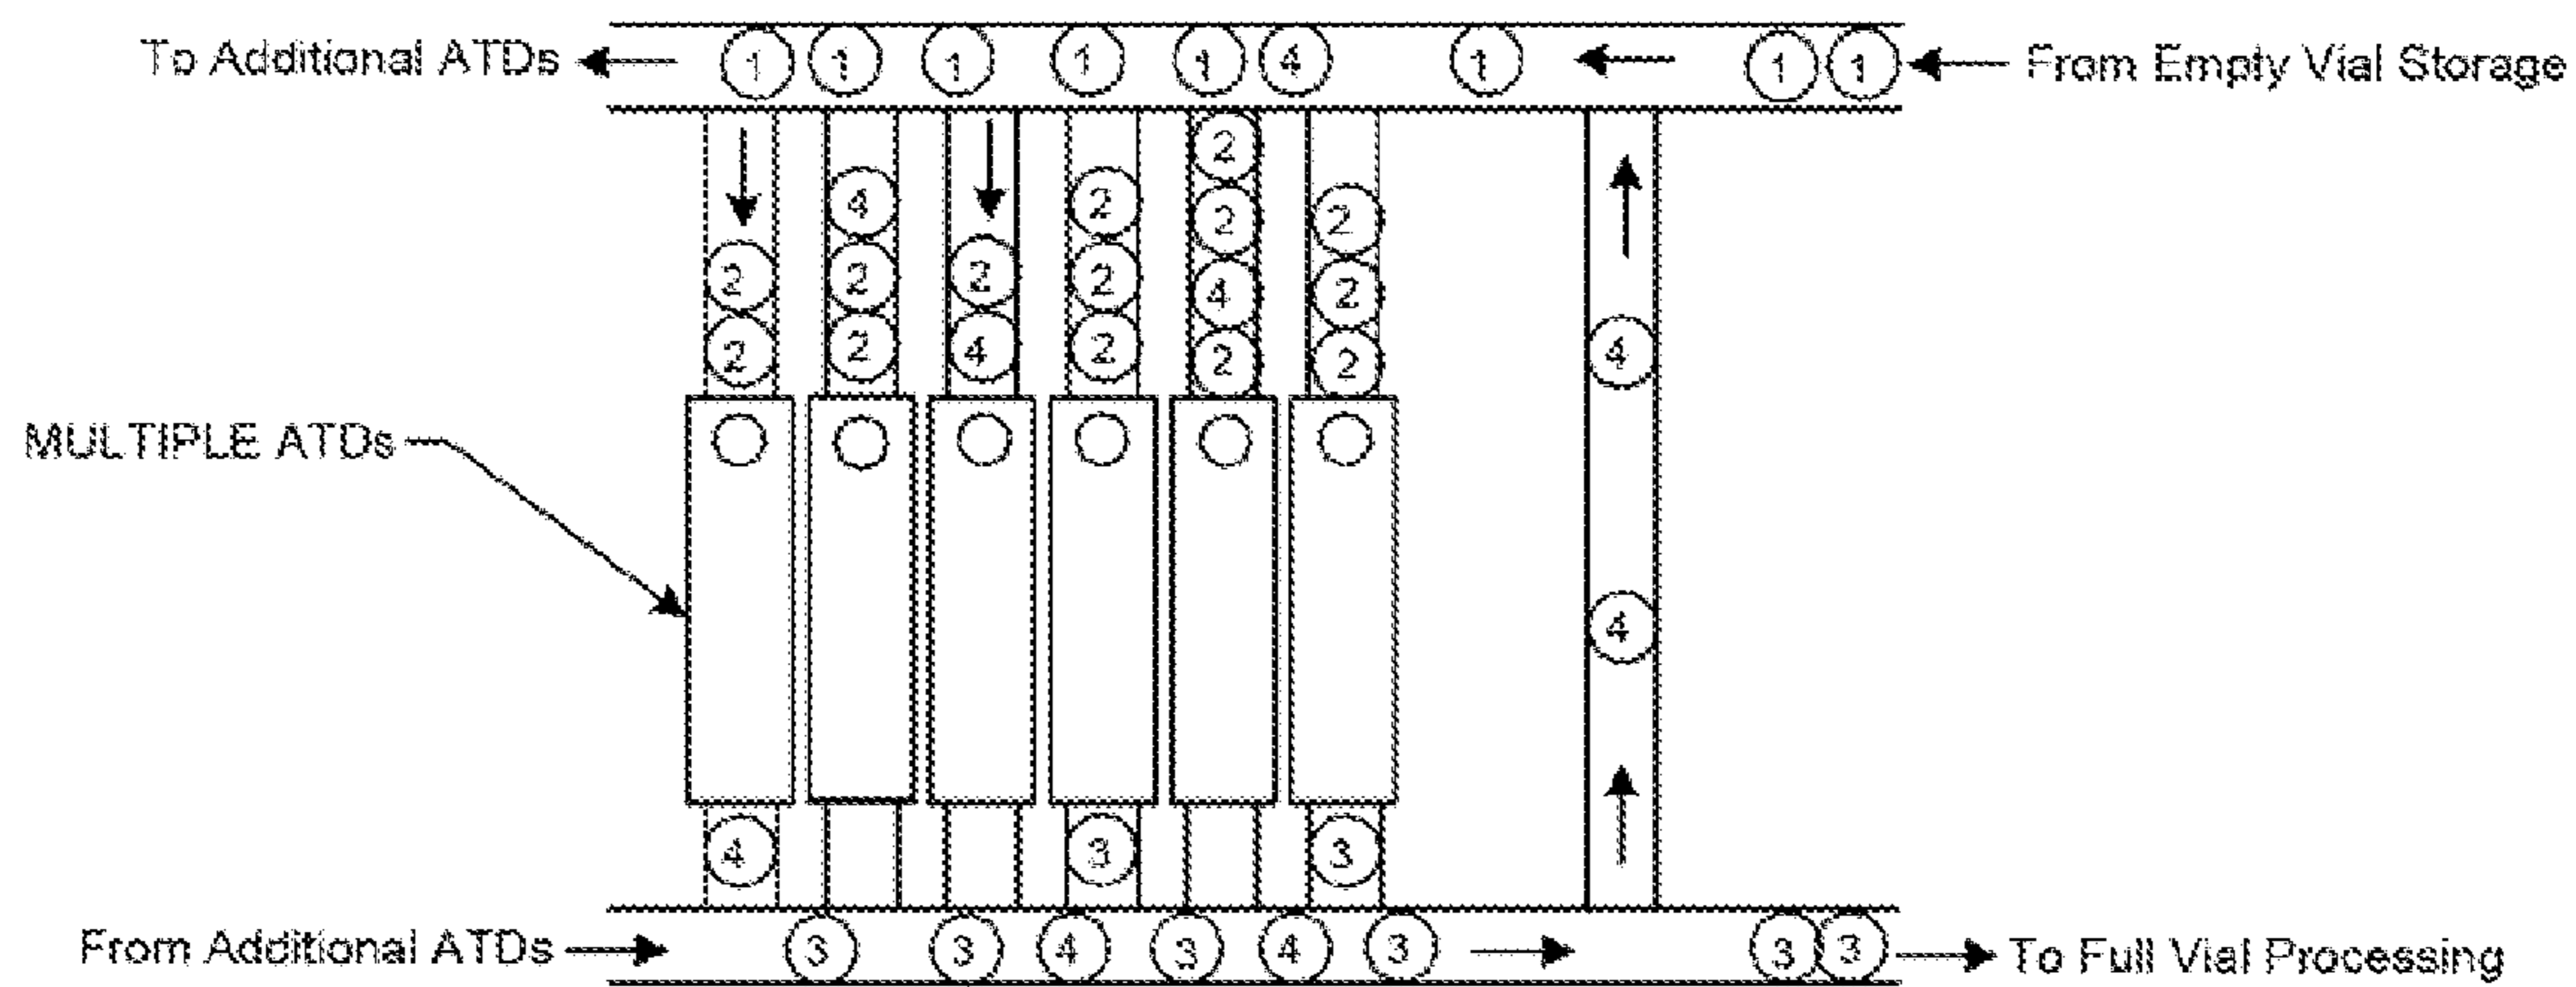 To Additional ATDs 1 1 1 1 1 4 1 1 1 From Empty Vial Storage
2
4 2 2 2
2 2 2 2 4 2
2 2 4 2 2 2 4
MULTIPLE ATDs
4
4 3 3
From Additional ATDs 3 3 4 3 4 3 3 3 To Full Vial Processing